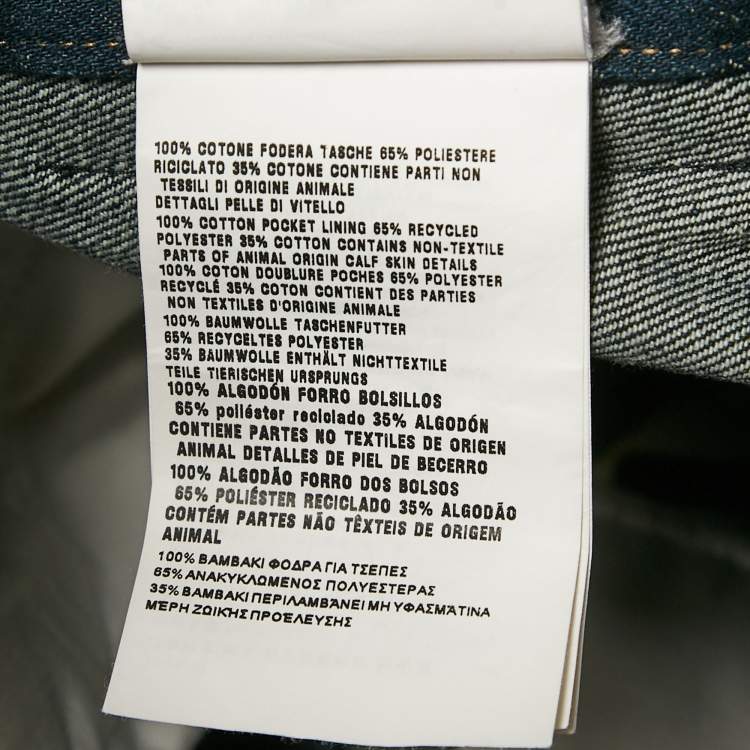 100% COTONE FODERA TASCHE 65% POLIESTERE
RICICLATO 35% COTONE CONTIENE PARTI NON
TESSILI DI ORIGINE ANIMALE
DETTAGLI PELLE DI VITELLO
100% COTTON POCKET LINING 65% RECYCLED
POLYESTER 35% COTTON CONTAINS NON-TEXTILE
PARTS OF ANIMAL ORIGIN CALF SKIN DETAILS
100% COTON DOUBLURE POCHES 65% POLYESTER
RECYCLÉ 35% COTON CONTIENT DES PARTIES
NON TEXTILES D'ORIGINE ANIMALE
100% BAUMWOLLE TASCHENFUTTER
65% RECYCELTES POLYESTER
35% BAUMWOLLE ENTHÄLT NICHTTEXTILE
TEILE TIERISCHEN URSPRUNGS
100% ALGODÓN FORRO BOLSILLOS
65% poliéster reciclado 35% ALGODÓN
CONTIENE PARTES NO TEXTILES DE ORIGEN
ANIMAL DETALLES DE PIEL DE BECERRO
100% ALGODÃO FORRO DOS BOLSOS
65% POLIÉSTER RECICLADO 35% ALGODÃO
CONTÉM PARTES NÃO TÊXTEIS DE ORIGEM
ANIMAL
100% ΒΑΜΒΑΚΙ ΦΟΔΡΑ ΓΙΑ ΤΣΕΠΕΣ
65% ΑΝΑΚΥΚΛΩΜΕΝΟΣ ΠΟΛΥΕΣΤΕΡΑΣ
35% ΒΑΜΒΑΚΙ ΠΕΡΙΛΑΜΒΆΝΕΙ ΜΗ ΥΦΑΣΜΆΤΙΝΑ
ΜΈΡΗ ΖΩΙΚΉΣ ΠΡΟΈΛΕΥΣΗΣ